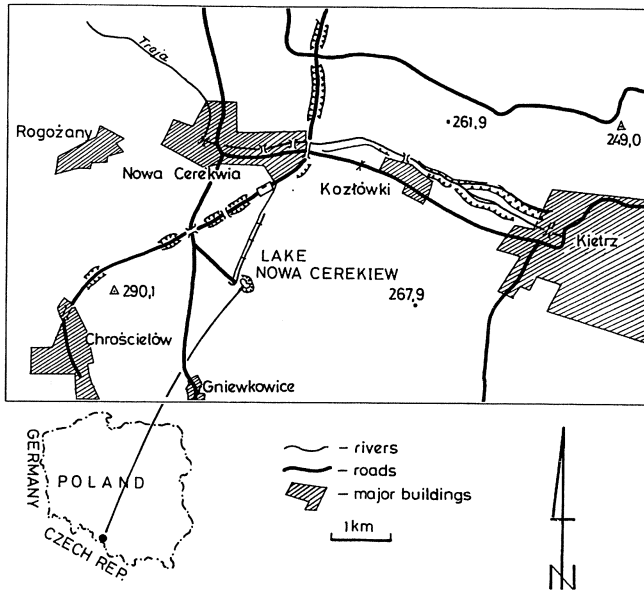 Troja
261,9
249,0
Rogożany
Nowa Cerekwia
Kozłówki
Kietrz
LAKE
NOWA CEREKIEW
290,1
267,9
Chróścielów
Gniewkowice
GERMANY
POLAND
CZECH REP.
– rivers
– roads
– major buildings
1km
N